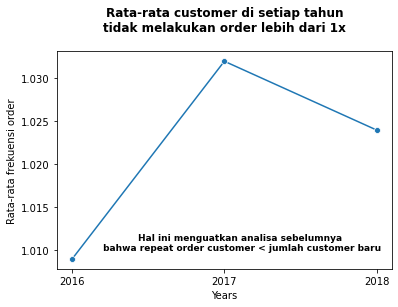 Rata-rata customer di setiap tahun
tidak melakukan order lebih dari 1x
1.030
1.025
1.020
1.015
1.010
Rata-rata frekuensi order
Hal ini menguatkan analisa sebelumnya
bahwa repeat order customer < jumlah customer baru
2016
2017
2018
Years